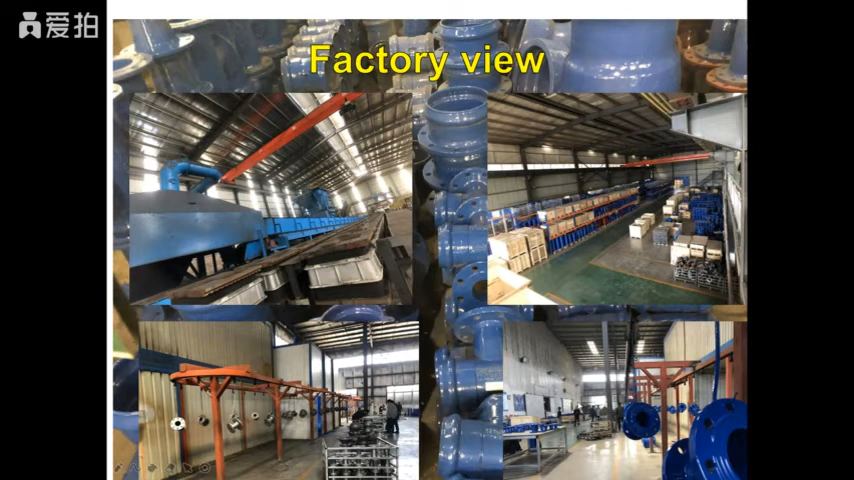 爱拍
Factory view